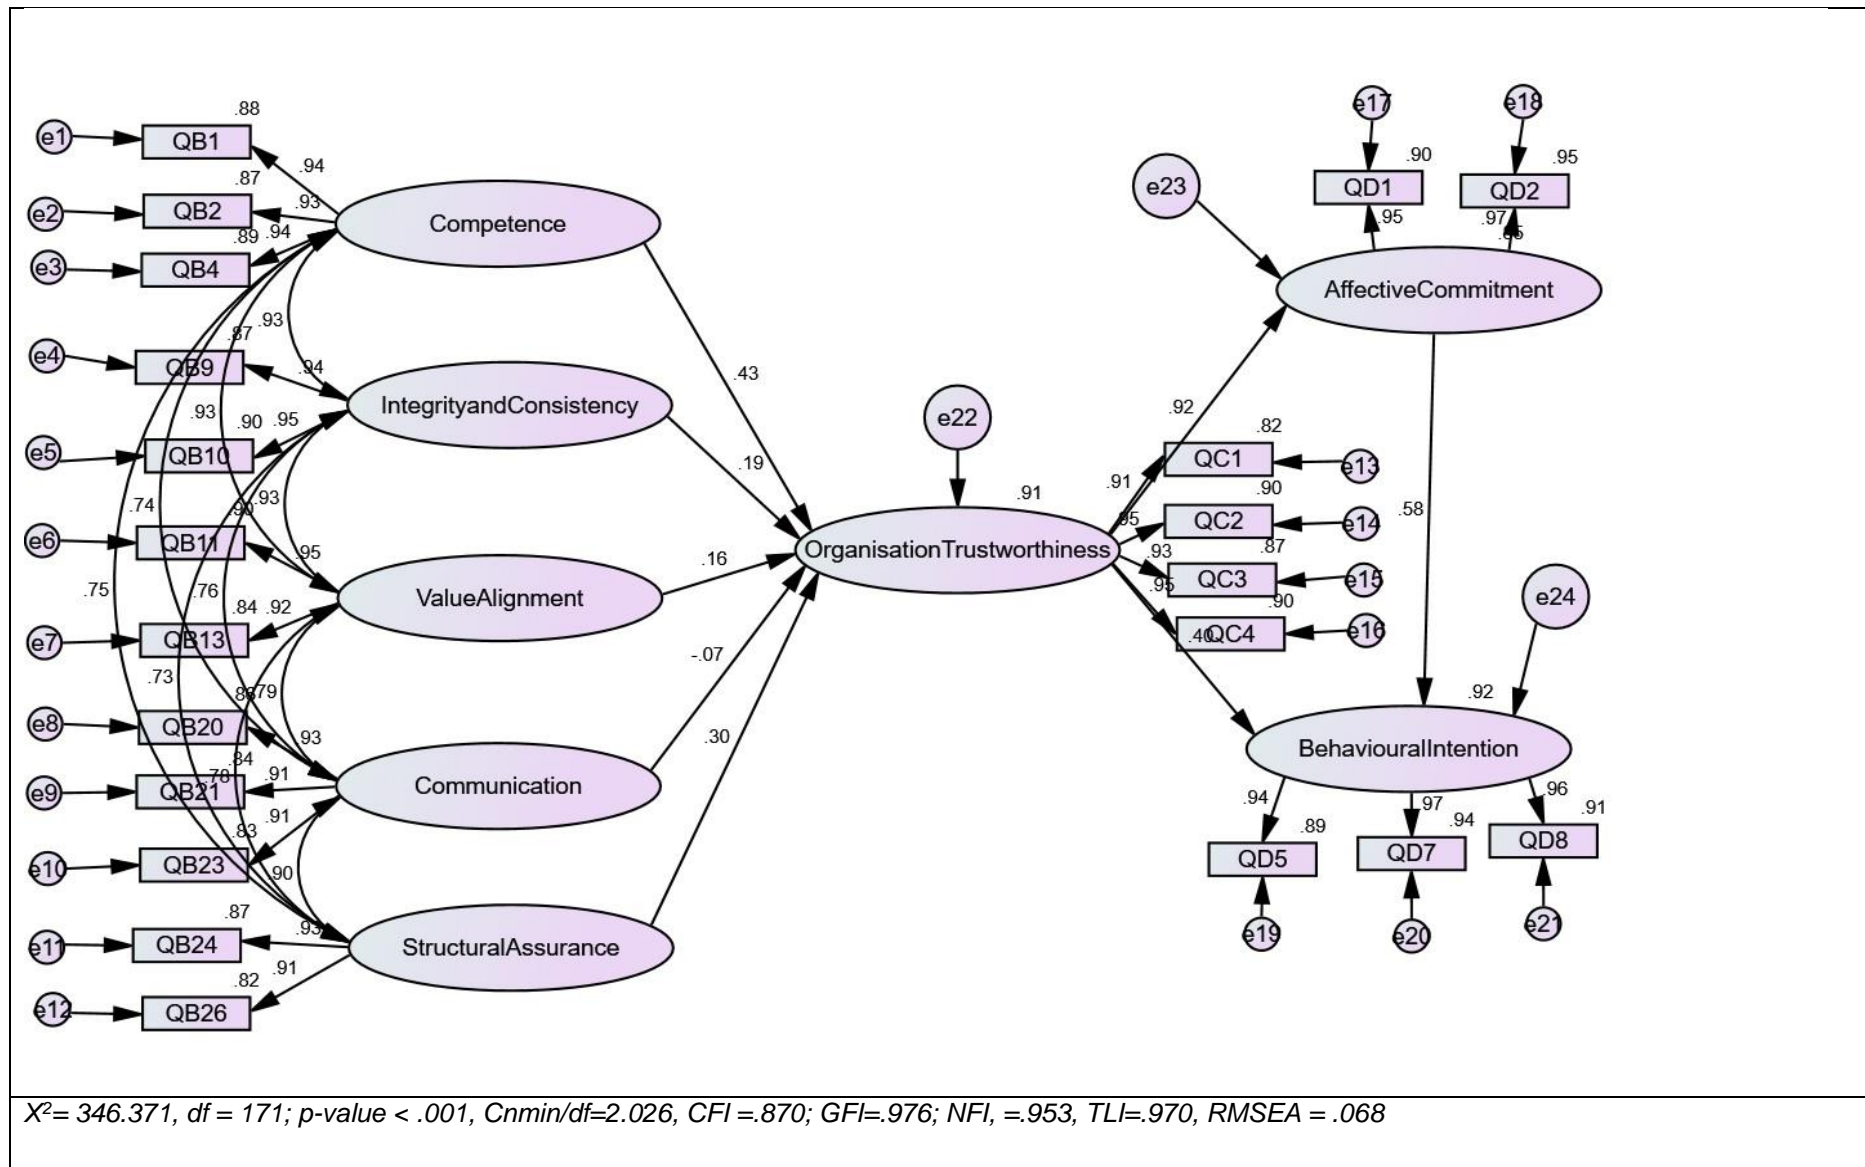 e1
QB1
.88
.94
e2
QB2
.87
.93
e3
QB4
.89
.94
Competence
e4
QB9
.87
.93
.94
IntegrityandConsistency
e5
QB10
.93
.90
.95
e6
QB11
.74
.90
.93
.95
ValueAlignment
e7
QB13
.75
.76
.84
.92
e8
QB20
.73
.79
.93
Communication
e9
QB21
.84
.78
.91
e10
QB23
.83
.91
.90
e11
QB24
.87
.93
StructuralAssurance
e12
QB26
.82
.91
.43
.19
.16
-.07
.30
e22
.91
OrganisationTrustworthiness
.92
.91
.95
.93
.95
.40
QC1
.82
e13
QC2
.90
e14
QC3
.87
e15
QC4
.90
e16
e23
e17
QD1
.90
.95
e18
QD2
.95
.97
.85
AffectiveCommitment
.58
e24
.92
BehaviouralIntention
.94
.97
.96
QD5
.89
QD7
.94
QD8
.91
e19
e20
e21
X²= 346.371, df = 171; p-value < .001, Cnmin/df=2.026, CFI =.870; GFI=.976; NFI, =.953, TLI=.970, RMSEA = .068